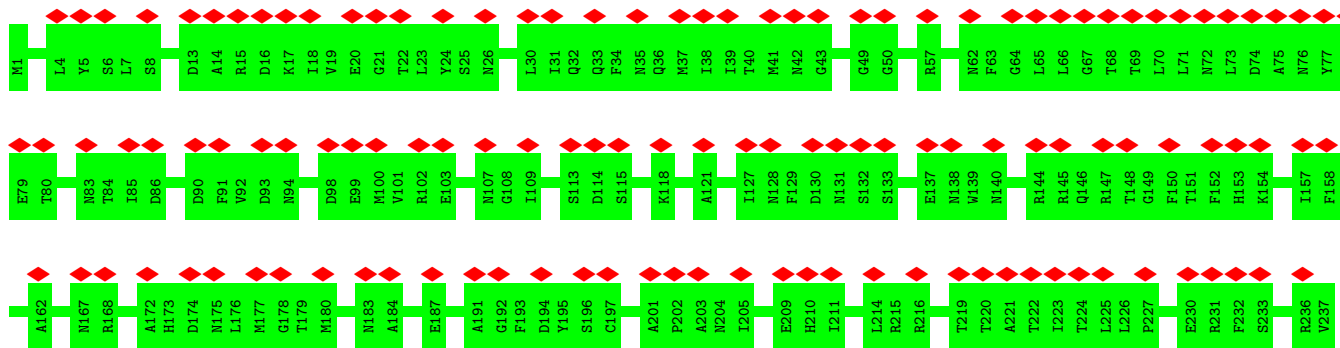 M1 L4 Y5 S6 L7 S8 D13 A14 R15 D16 K17 I18 V19 E20 G21 T22 L23 Y24 S25 N26 L30 I31 Q32 Q33 F34 N35 Q36 M37 I38 I39 T40 M41 N42 G43 G49 G50 R57 N62 F63 G64 L65 L66 G67 T68 T69 L70 L71 N72 L73 D74 A75 N76 Y77
E79 T80 N83 T84 I85 D86 D90 F91 V92 D93 N94 D98 E99 M100 V101 R102 E103 N107 G108 I109 S113 D114 S115 K118 A121 I127 N128 F129 D130 N131 S132 S133 E137 N138 W139 N140 R144 R145 Q146 R147 T148 G149 F150 T151 F152 H153 K154 I157 F158
A162 N167 R168 A172 H173 D174 N175 L176 M177 G178 T179 M180 N183 A184 E187 A191 G192 F193 D194 Y195 S196 C197 A201 P202 A203 N204 I205 E209 H210 I211 L214 R215 R216 T219 T220 A221 T222 I223 T224 L225 L226 P227 E230 R231 F232 S233 R236 V237